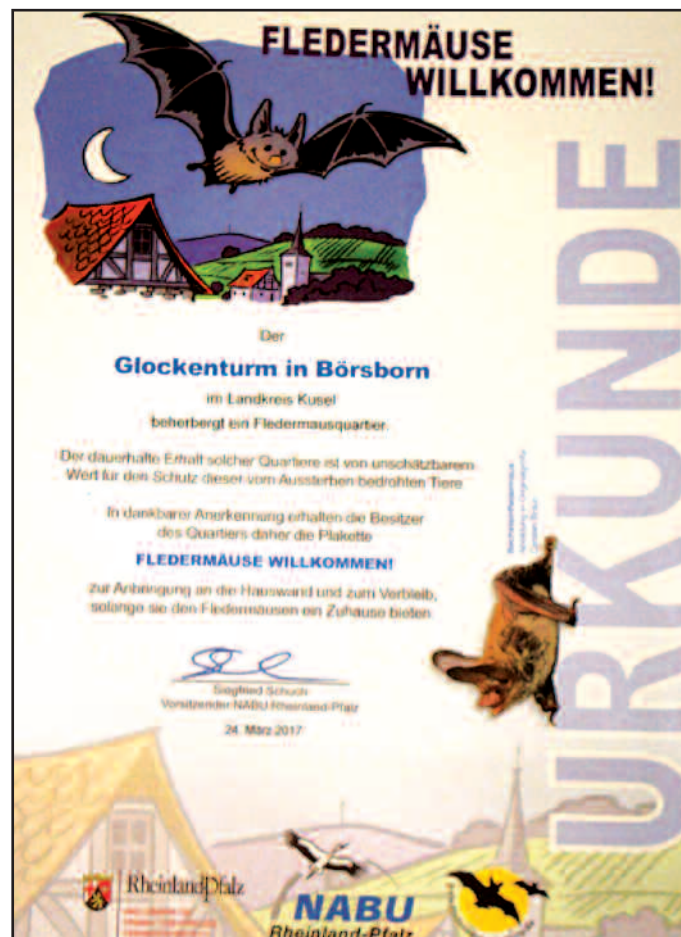 FLEDERMÄUSE
WILLKOMMEN!
URKUNDE
Der
Glockenturm in Börsborn
im Landkreis Kusel
beherbergt ein Fledermausquartier.
Der dauerhafte Erhalt solcher Quartiere ist von unschätzbarem
Wert für den Schutz dieser vom Aussterben bedrohten Tiere
In dankbarer Anerkennung erhalten die Besitzer
des Quartiers daher die Plakette
FLEDERMÄUSE WILLKOMMEN!
zur Anbringung an die Hauswand und zum Verbleib,
solange sie den Fledermäusen ein Zuhause bieten
Siegfried Schuch
Vorsitzender NABU Rheinland-Pfalz
24. März 2017
RheinlandPfalz
NABU
Rheinland-Pfalz